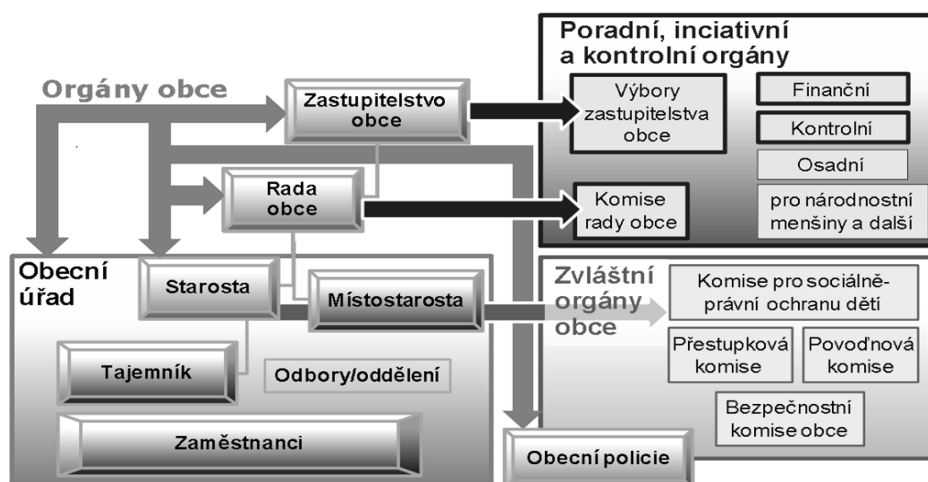 Orgány obce
Zastupitelstvo
obce
Rada
obce
Poradní, inciativní
a kontrolní orgány
Výbory
zastupitelstva
obce
Komise
rady obce
Finanční
Kontrolní
Osadní
pro národnostní
menšiny a další
Obecní
úřad
Starosta
Místostarosta
Tajemník
Odbory/oddělení
Zaměstnanci
Obecní policie
Zvláštní
orgány
obce
Komise pro sociálně-
právní ochranu dětí
Přestupková
komise
Povoďnová
komise
Bezpečnostní
komise obce